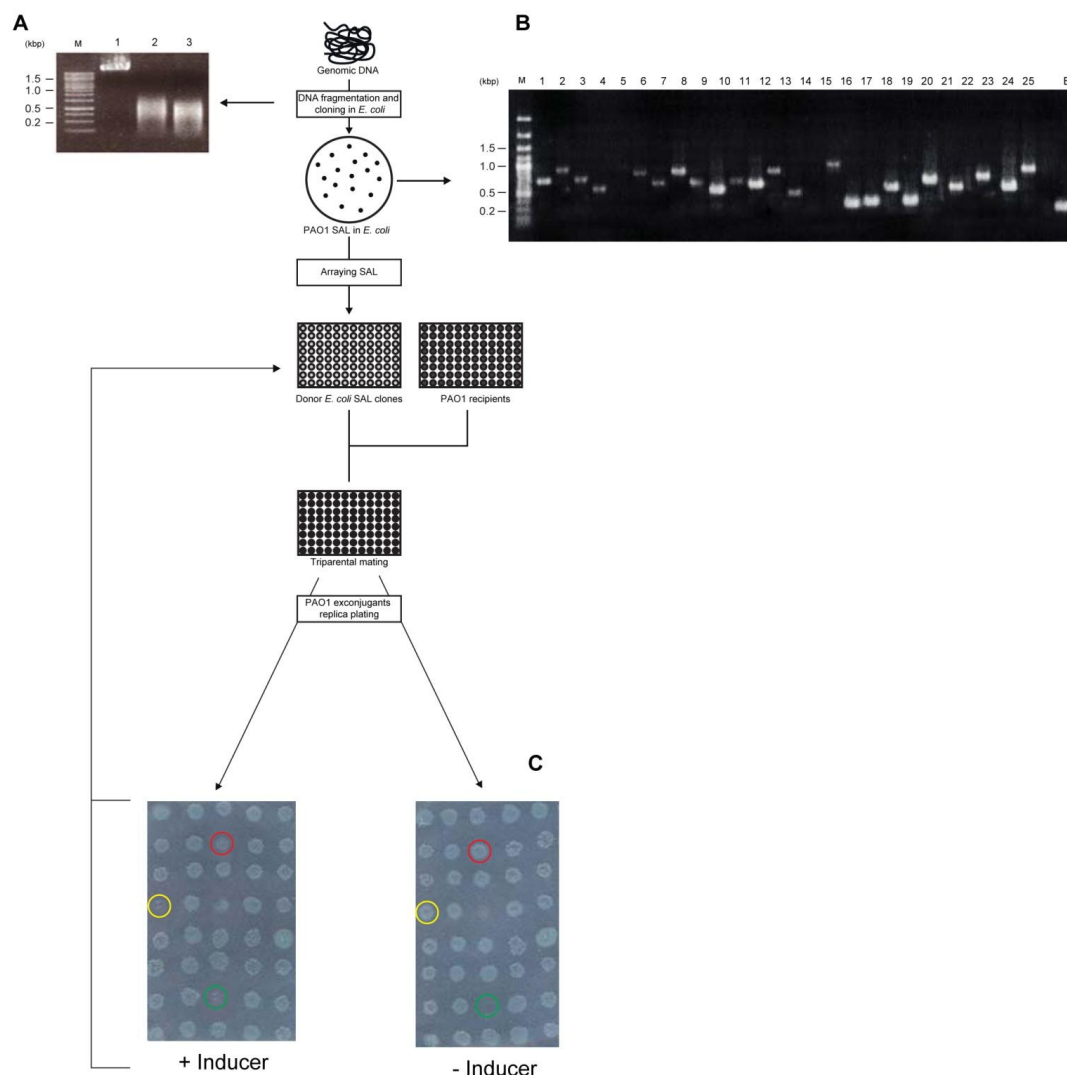 A
(kbp)
M 1 2 3
1.5
1.0
0.5
0.2
Genomic DNA
DNA fragmentation and
cloning in E. coli
PAO1 SAL in E. coli
B
(kbp)
M 1 2 3 4 5 6 7 8 9 10 11 12 13 14 15 16 17 18 19 20 21 22 23 24 25 E
1.5
1.0
0.5
0.2
Arraying SAL
Donor E. coli SAL clones
PAO1 recipients
Triparental mating
PAO1 exconjugants
replica plating
C
+ Inducer
- Inducer